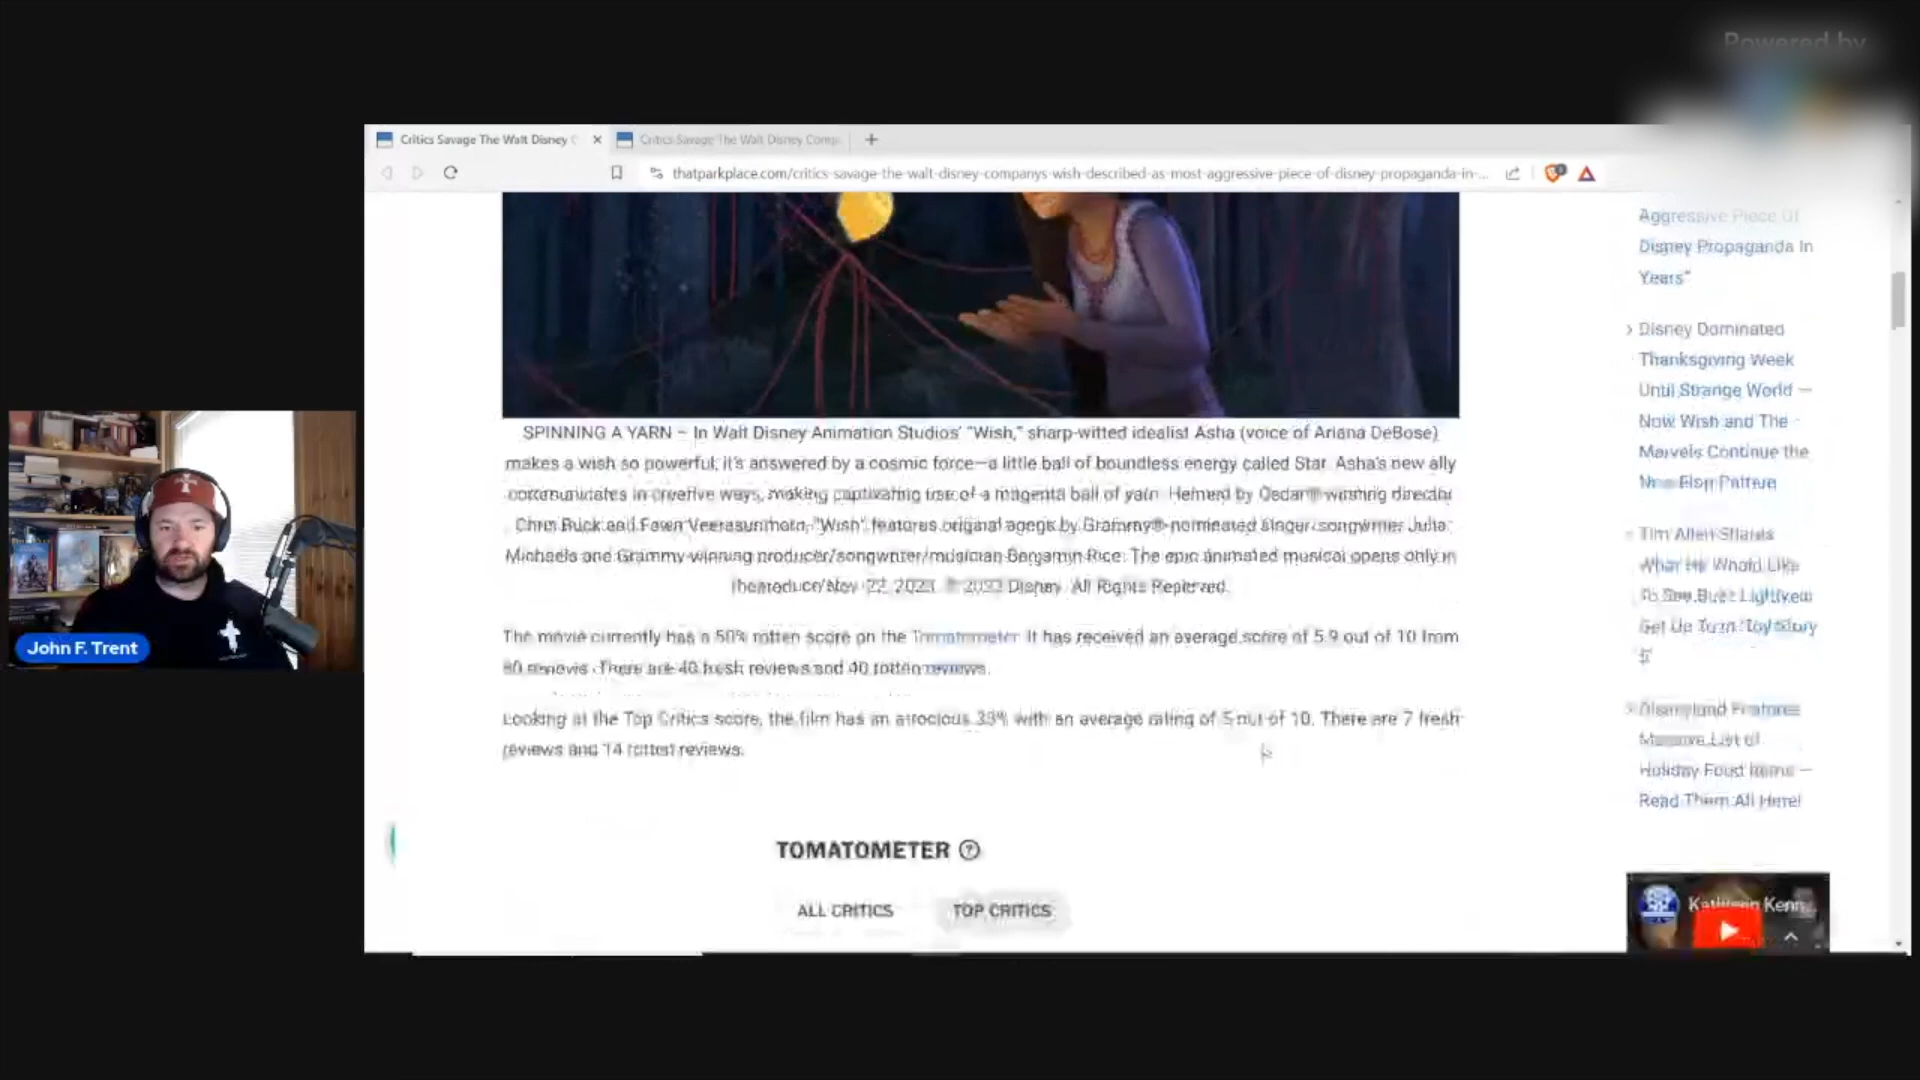 Powered by
Critics Savage The Walt Disney C
Critics Savage The Walt Disney Comp
thatparkplace.com/critics-savage-the-walt-disney-companys-wish-described-as-most-aggressive-piece-of-disney-propaganda-in-...
SPINNING A YARN – In Walt Disney Animation Studios' "Wish," sharp-witted idealist Asha (voice of Ariana DeBose)
makes a wish so powerful, it's answered by a cosmic force—a little ball of boundless energy called Star. Asha's new ally
communicates in creative ways, making captivating use of a magenta ball of yarn. Helmed by Oscar® winning director
Chris Buck and Fawn Veerasunthorn, "Wish" features original songs by Grammy®-nominated singer/songwriter Julia
Michaels and Grammy-winning producer/songwriter/musician Benjamin Rice. The epic animated musical opens only in
Nov. 22, 2023. Disney. All Rights Reserved.
The movie currently has a 50% rotten score on the Tomatometer. It has received an average score of 5.9 out of 10 from
80 reviews. There are 40 fresh reviews and 40 rotten reviews.
Looking at the Top Critics score, the film has an atrocious 33% with an average rating of 5 out of 10. There are 7 fresh
reviews and 14 rotten reviews.
TOMATOMETER
ALL CRITICS TOP CRITICS
Aggressive Piece Of
Disney Propaganda In
Years"
Disney Dominated
Thanksgiving Week
Until Strange World —
Now Wish and The
Marvels Continue the
New Flop Pattern
Tim Allen Shares
What He Would Like
To See Buzz Lightyear
Get Up To in 'Toy Story
5'
Disneyland Features
Massive List of
Holiday Food Items —
Read Them All Here!
Kathleen Kenn...
John F. Trent